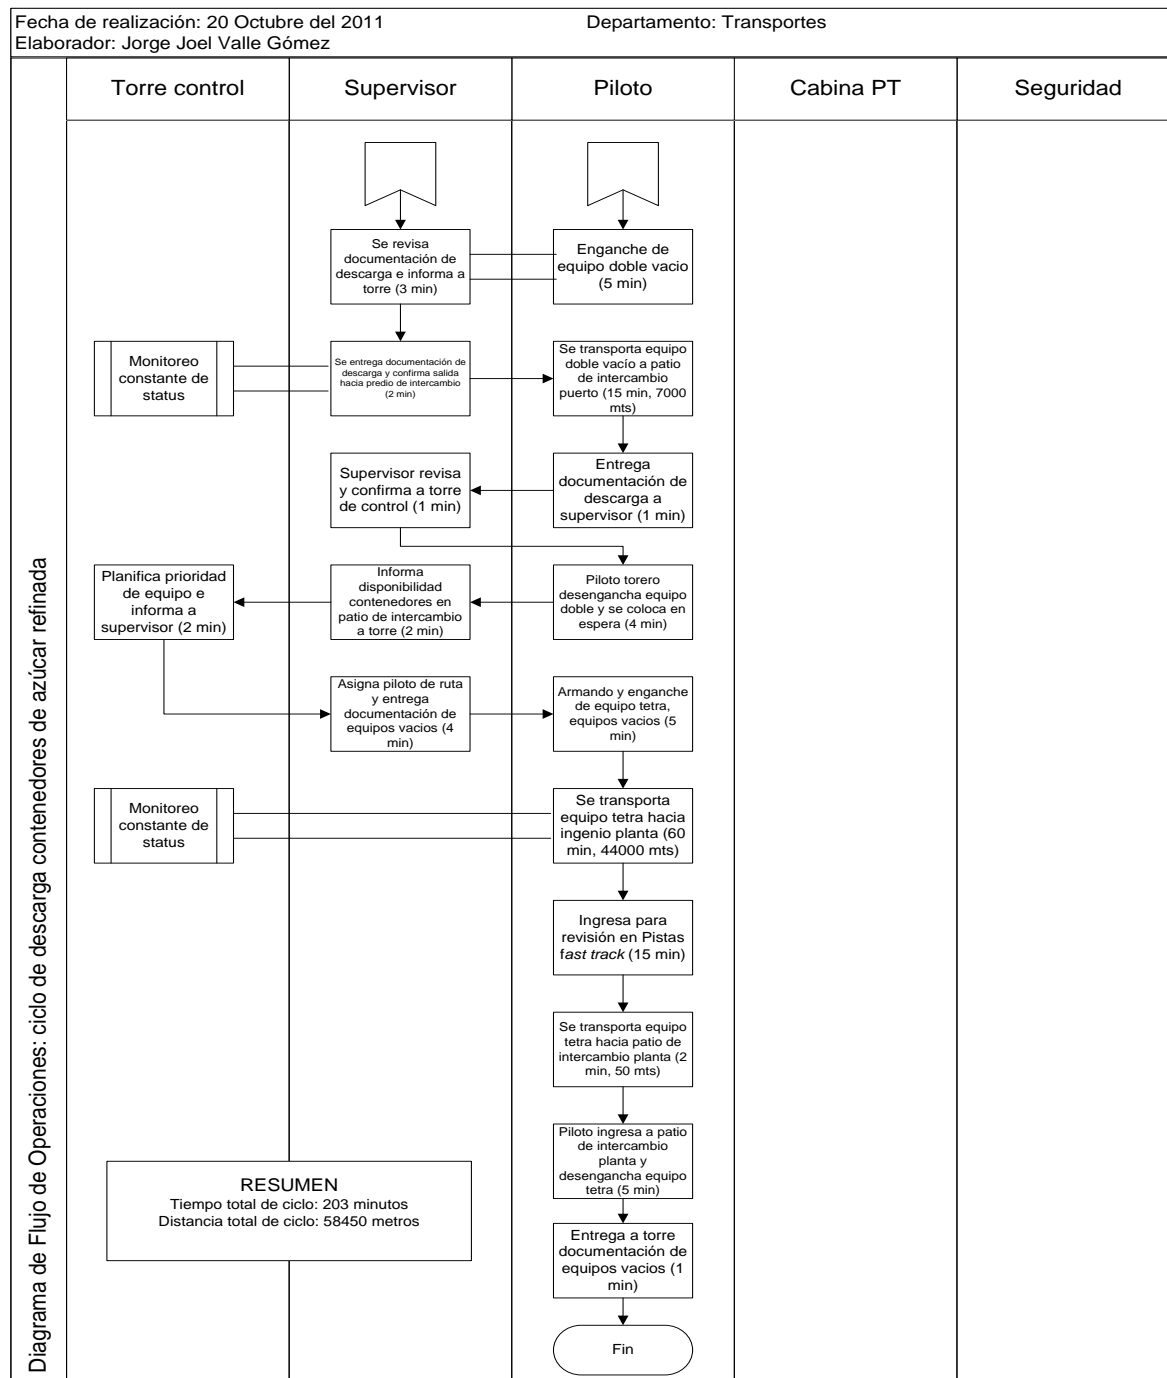 Fecha de realización: 20 Octubre del 2011
Departamento: Transportes
Elaborador: Jorge Joel Valle Gómez
Diagrama de Flujo de Operaciones: ciclo de descarga contenedores de azúcar refinada
Torre control
Supervisor
Piloto
Cabina PT
Seguridad
Se revisa
documentación de
descarga e informa a
torre (3 min)
Enganche de
equipo doble vacio
(5 min)
Monitoreo
constante de
status
Se entrega documentación de
descarga y confirma salida
hacia predio de intercambio
(2 min)
Se transporta equipo
doble vacío a patio
de intercambio
puerto (15 min, 7000
mts)
Supervisor revisa
y confirma a torre
de control (1 min)
Entrega
documentación de
descarga a
supervisor (1 min)
Planifica prioridad
de equipo e
informa a
supervisor (2 min)
Informa
disponibilidad
contenedores en
patio de intercambio
a torre (2 min)
Piloto torero
desengancha equipo
doble y se coloca en
espera (4 min)
Asigna piloto de ruta
y entrega
documentación de
equipos vacios (4
min)
Armando y enganche
de equipo tetra,
equipos vacios (5
min)
Monitoreo
constante de
status
Se transporta
equipo tetra hacia
ingenio planta (60
min, 44000 mts)
Ingresa para
revisión en Pistas
fast track (15 min)
Se transporta equipo
tetra hacia patio de
intercambio planta (2
min, 50 mts)
Piloto ingresa a patio
de intercambio
planta y
desengancha equipo
tetra (5 min)
RESUMEN
Tiempo total de ciclo: 203 minutos
Distancia total de ciclo: 58450 metros
Entrega a torre
documentación de
equipos vacios (1
min)
Fin